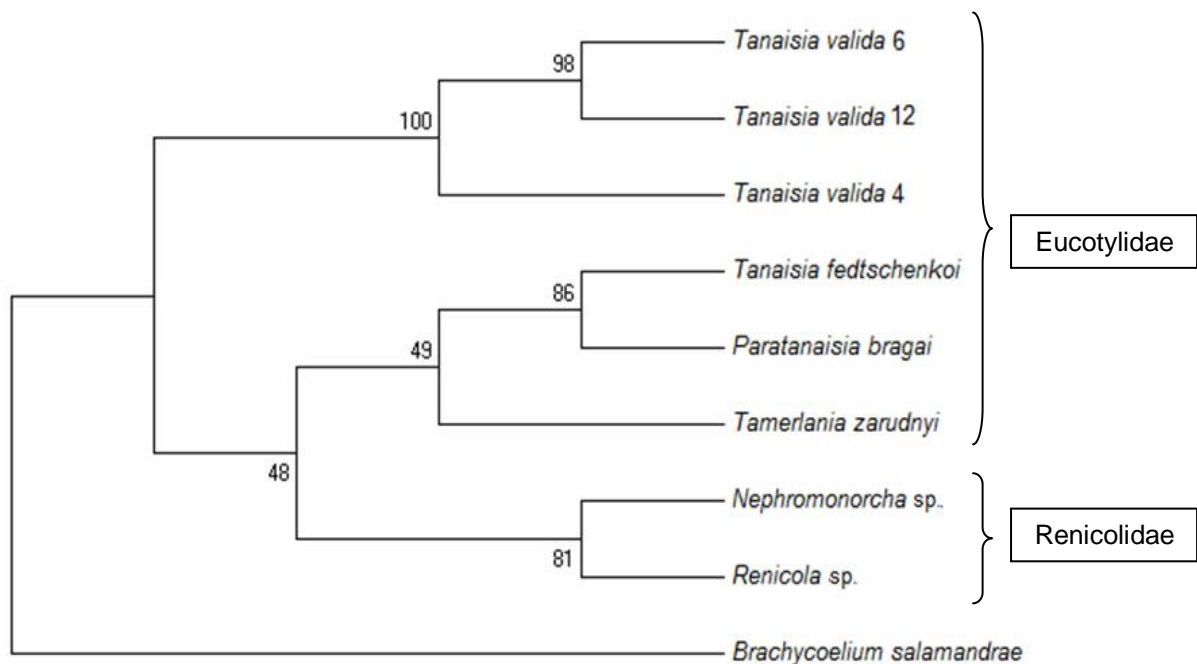 Tanaisia valida 6
98
Tanaisia valida 12
100
Tanaisia valida 4
Eucotylidae
Tanaisia fedtschenkoi
86
Paratanaisia bragai
49
Tamerlania zarudnyi
48
Nephromonorcha sp..
Renicolidae
81
Renicola sp.
Brachycoelium salamandrae